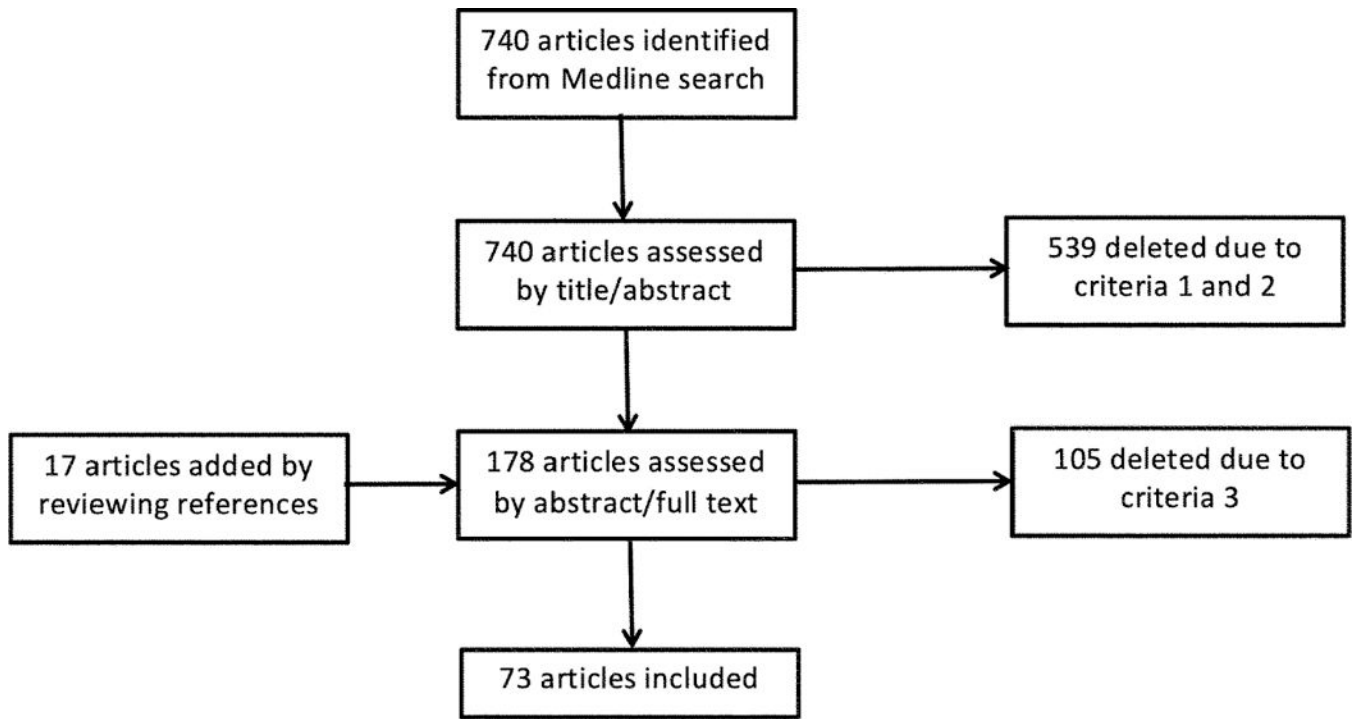 740 articles identified
from Medline search
740 articles assessed
by title/abstract
539 deleted due to
criteria 1 and 2
17 articles added by
reviewing references
178 articles assessed
by abstract/full text
105 deleted due to
criteria 3
73 articles included